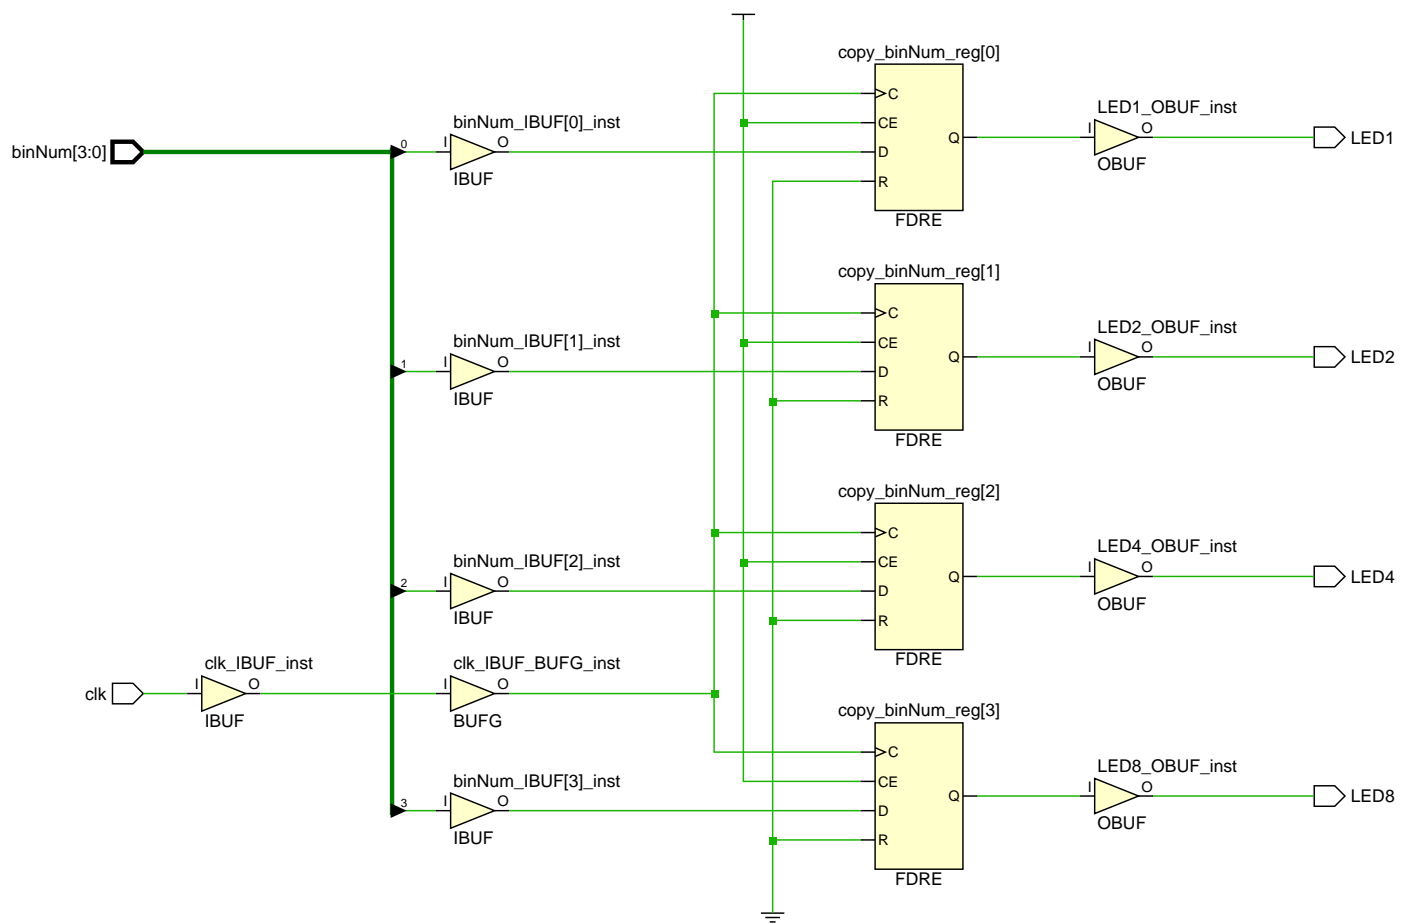 copy_binNum_reg[0]
C
CE
D
R
Q
FDRE
LED1_OBUF_inst
I
O
OBUF
LED1
binNum[3:0]
0
binNum_IBUF[0]_inst
I
O
IBUF
copy_binNum_reg[1]
C
CE
D
R
Q
FDRE
LED2_OBUF_inst
I
O
OBUF
LED2
1
binNum_IBUF[1]_inst
I
O
IBUF
copy_binNum_reg[2]
C
CE
D
R
Q
FDRE
LED4_OBUF_inst
I
O
OBUF
LED4
2
binNum_IBUF[2]_inst
I
O
IBUF
clk
clk_IBUF_inst
I
O
IBUF
clk_IBUF_BUFG_inst
I
O
BUFG
copy_binNum_reg[3]
C
CE
D
R
Q
FDRE
LED8_OBUF_inst
I
O
OBUF
LED8
3
binNum_IBUF[3]_inst
I
O
IBUF